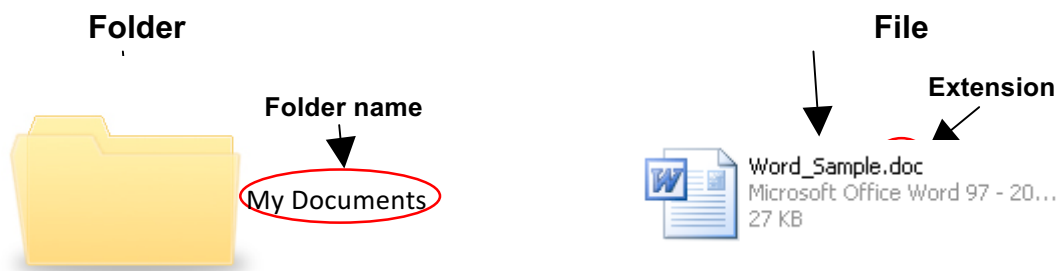 Folder
File
Extension
Folder name
My Documents
W
Word_Sample.doc
Microsoft Office Word 97 - 20...
27 KB